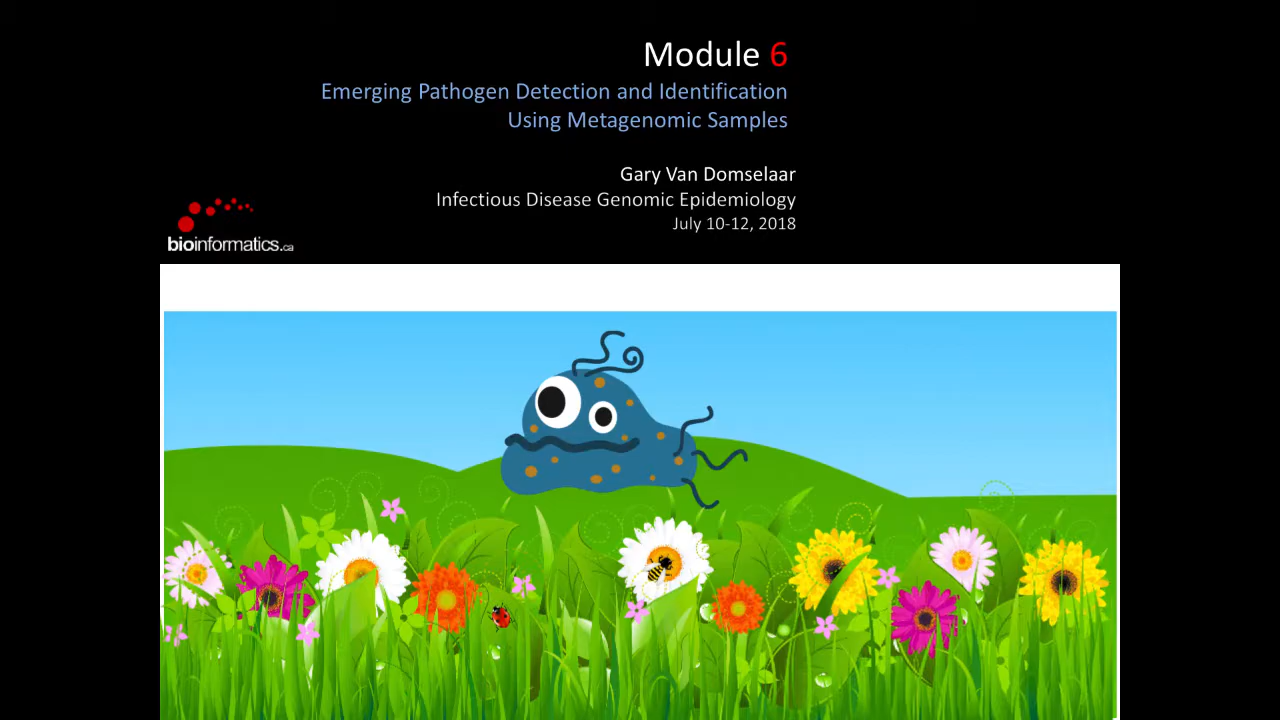 Module 6
Emerging Pathogen Detection and Identification
Using Metagenomic Samples
Gary Van Domselaar
Infectious Disease Genomic Epidemiology
July 10-12, 2018
bioinformatics.ca